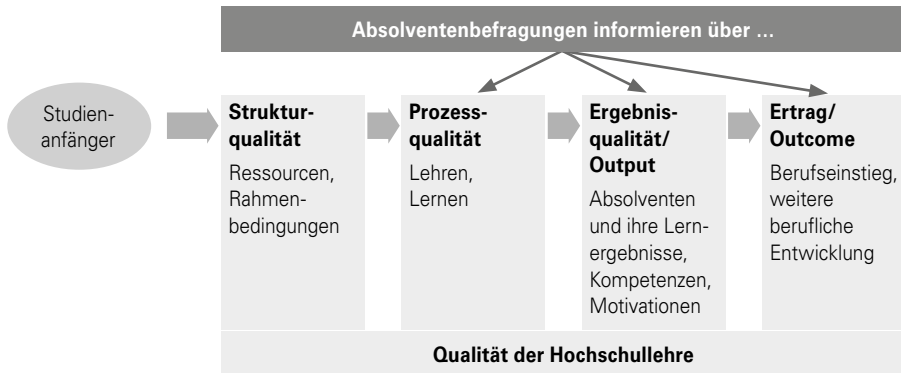 Absolventenbefragungen informieren über …
Studien-
anfänger
Struktur-
qualität
Ressourcen,
Rahmen-
bedingungen
Prozess-
qualität
Lehren,
Lernen
Ergebnis-
qualität/
Output
Absolventen
und ihre Lern-
ergebnisse,
Kompetenzen,
Motivationen
Ertrag/
Outcome
Berufseinstieg,
weitere
berufliche
Entwicklung
Qualität der Hochschullehre